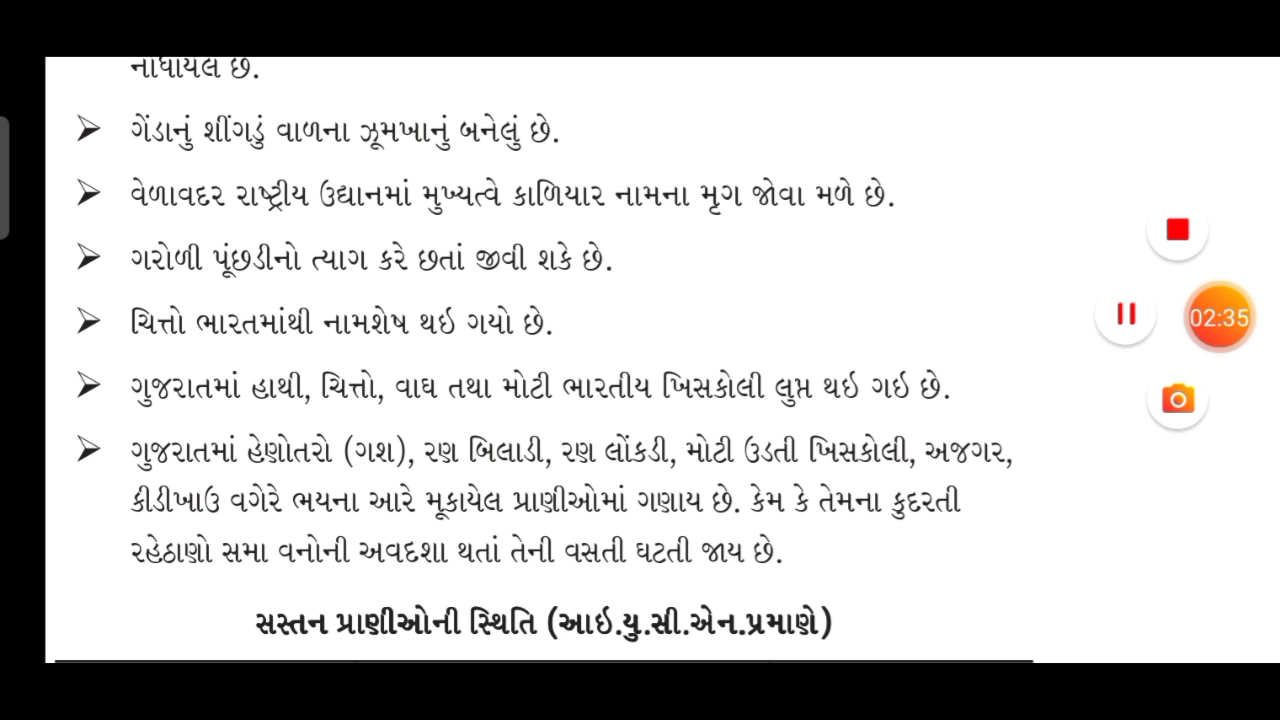 નોંધાયેલ છે.
➢ ગેંડાનું શીંગડું વાળના ઝૂમખાનું બનેલું છે.
➢ વેળાવદર રાષ્ટ્રીય ઉદ્યાનમાં મુખ્યત્વે કાળિયાર નામના મૃગ જોવા મળે છે.
➢ ગરોળી પૂંછડીનો ત્યાગ કરે છતાં જીવી શકે છે.
➢ ચિત્તો ભારતમાંથી નામશેષ થઇ ગયો છે.
➢ ગુજરાતમાં હાથી, ચિત્તો, વાઘ તથા મોટી ભારતીય ખિસકોલી લુપ્ત થઇ ગઇ છે.
➢ ગુજરાતમાં હેણોતરો (ગશ), રણ બિલાડી, રણ લોંકડી, મોટી ઉડતી ખિસકોલી, અજગર,
કીડીખાઉ વગેરે ભયના આરે મૂકાયેલ પ્રાણીઓમાં ગણાય છે. કેમ કે તેમના કુદરતી
રહેઠાણો સમા વનોની અવદશા થતાં તેની વસતી ઘટતી જાય છે.
સસ્તન પ્રાણીઓની સ્થિતિ (આઇ.યુ.સી.એન.પ્રમાણે)
02:35